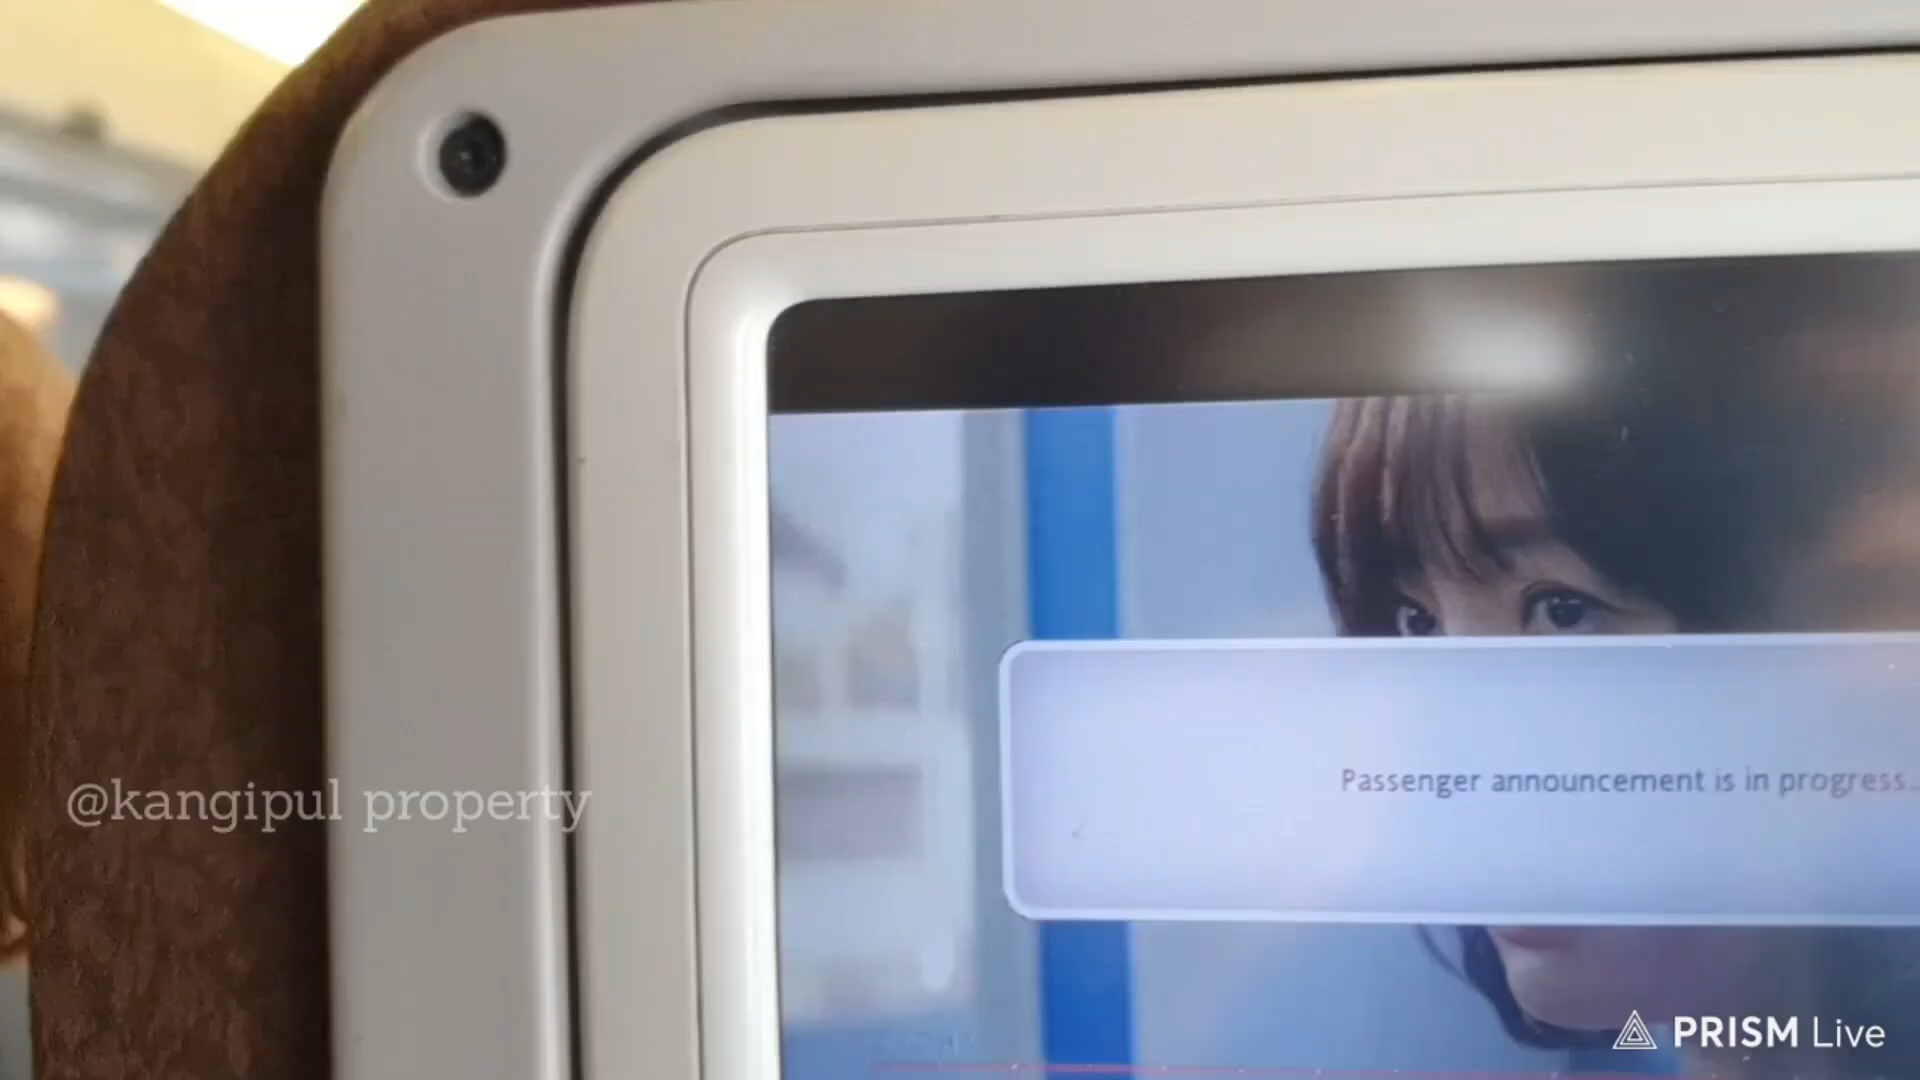 Passenger announcement is in progress...
@kangipul property
PRISM Live